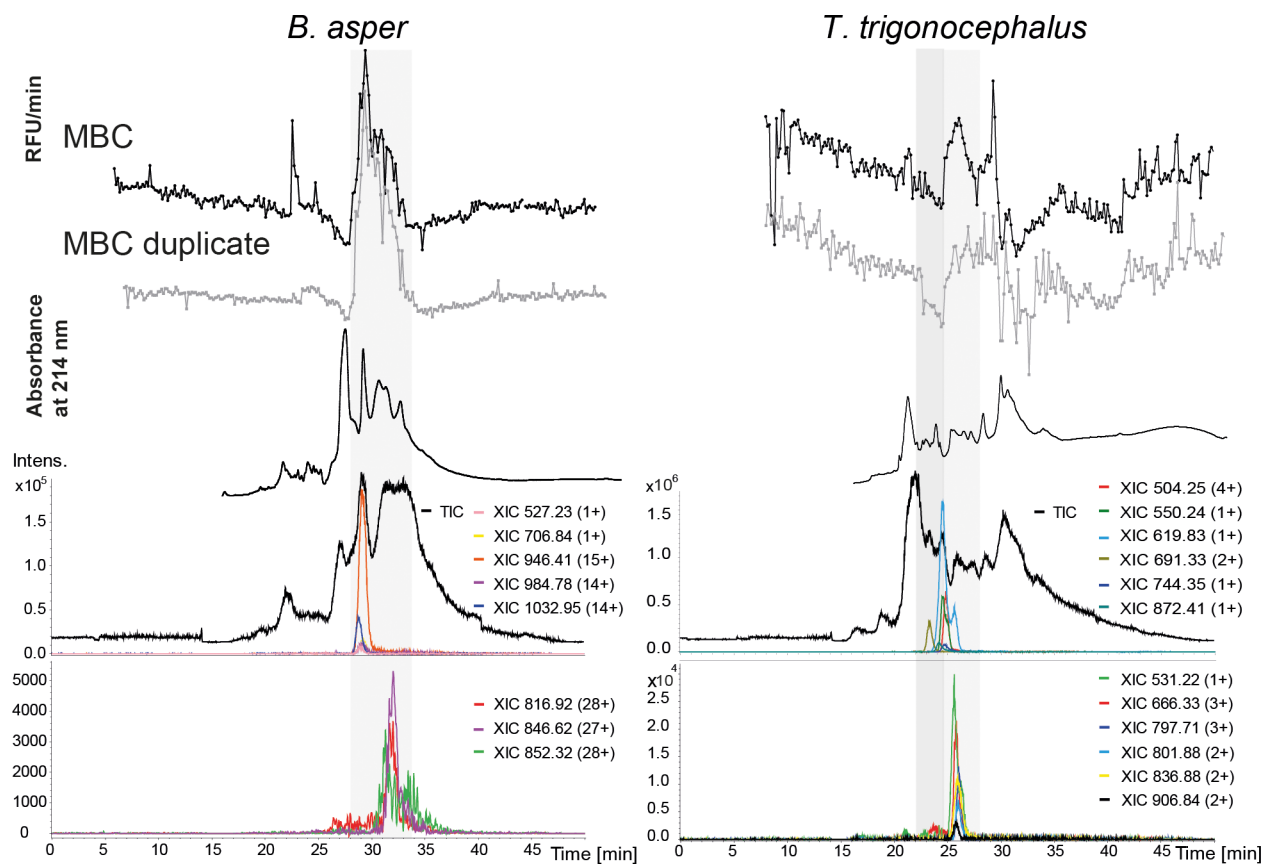 B. asper
T. trigonocephalus
RFU/min
MBC
MBC duplicate
Absorbance
at 214 nm
Intens.
x10⁵
1.5
1.0
0.5
0.0
TIC
XIC 527.23 (1+)
XIC 706.84 (1+)
XIC 946.41 (15+)
XIC 984.78 (14+)
XIC 1032.95 (14+)
5000
4000
3000
2000
1000
0
XIC 816.92 (28+)
XIC 846.62 (27+)
XIC 852.32 (28+)
0 5 10 15 20 25 30 35 40 45 Time [min]
x10⁶
1.5
1.0
0.5
0.0
TIC
XIC 504.25 (4+)
XIC 550.24 (1+)
XIC 619.83 (1+)
XIC 691.33 (2+)
XIC 744.35 (1+)
XIC 872.41 (1+)
x10⁴
2.5
2.0
1.5
1.0
0.5
0.0
XIC 531.22 (1+)
XIC 666.33 (3+)
XIC 797.71 (3+)
XIC 801.88 (2+)
XIC 836.88 (2+)
XIC 906.84 (2+)
0 5 10 15 20 25 30 35 40 45 Time [min]